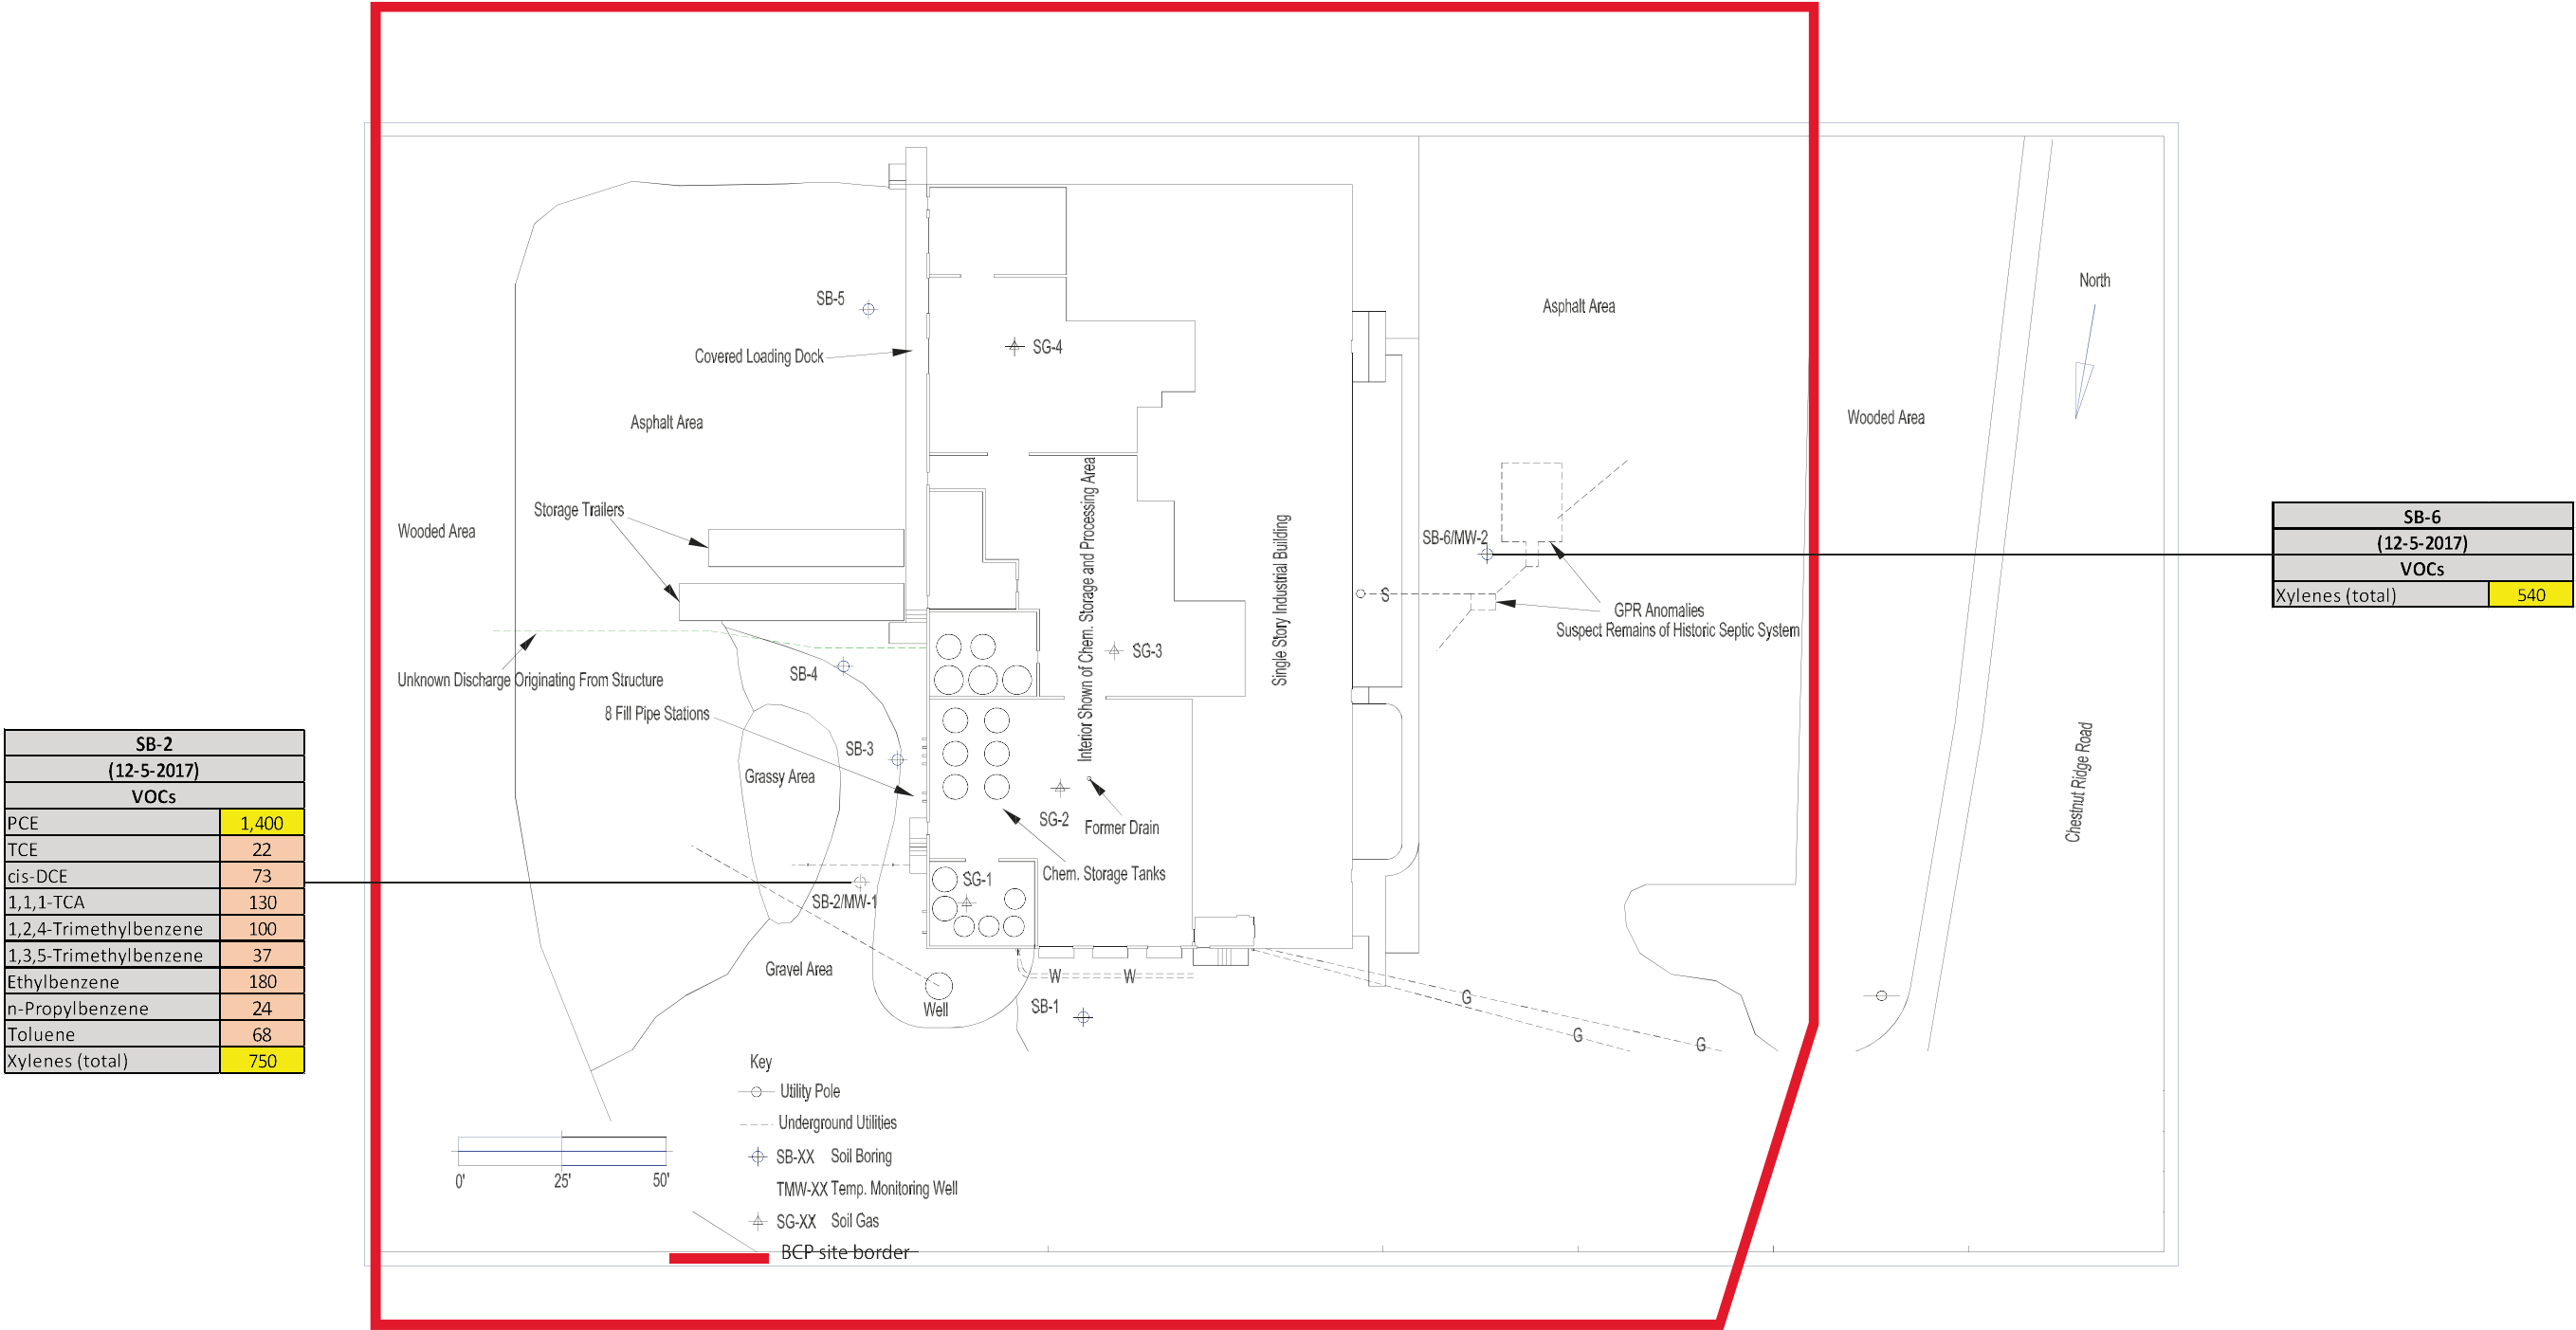 North
SB-5
Asphalt Area
SG-4
Covered Loading Dock
Asphalt Area
Wooded Area
Storage Trailers
Wooded Area
Interior Shown of Chem. Storage and Processing Area
Single Story Industrial Building
SB-6/MW-2
S
GPR Anomalies
Suspect Remains of Historic Septic System
SB-6
(12-5-2017)
VOCs
Xylenes (total) 540
SG-3
SB-4
Unknown Discharge Originating From Structure
8 Fill Pipe Stations
SB-3
Grassy Area
Chestnut Ridge Road
SG-2
Former Drain
Chem. Storage Tanks
SG-1
SB-2/MW-1
SB-2
(12-5-2017)
VOCs
PCE 1,400
TCE 22
cis-DCE 73
1,1,1-TCA 130
1,2,4-Trimethylbenzene 100
1,3,5-Trimethylbenzene 37
Ethylbenzene 180
n-Propylbenzene 24
Toluene 68
Xylenes (total) 750
Gravel Area
W W
Well
SB-1
G
G
G
Key
Utility Pole
Underground Utilities
SB-XX Soil Boring
TMW-XX Temp. Monitoring Well
SG-XX Soil Gas
BCP site border
0' 25' 50'